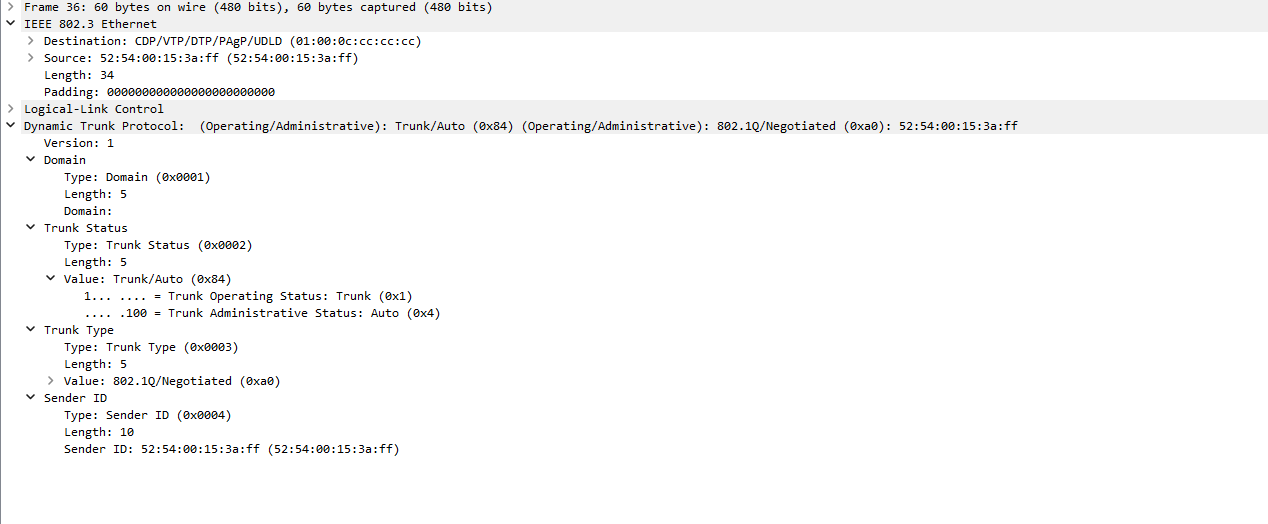 Frame 36: 60 bytes on wire (480 bits), 60 bytes captured (480 bits)
IEEE 802.3 Ethernet
Destination: CDP/VTP/DTP/PAgP/UDLD (01:00:0c:cc:cc:cc)
Source: 52:54:00:15:3a:ff (52:54:00:15:3a:ff)
Length: 34
Padding: 000000000000000000000000
Logical-Link Control
Dynamic Trunk Protocol:  (Operating/Administrative): Trunk/Auto (0x84) (Operating/Administrative): 802.1Q/Negotiated (0xa0): 52:54:00:15:3a:ff
Version: 1
Domain
Type: Domain (0x0001)
Length: 5
Domain:
Trunk Status
Type: Trunk Status (0x0002)
Length: 5
Value: Trunk/Auto (0x84)
1... .... = Trunk Operating Status: Trunk (0x1)
.... .100 = Trunk Administrative Status: Auto (0x4)
Trunk Type
Type: Trunk Type (0x0003)
Length: 5
Value: 802.1Q/Negotiated (0xa0)
Sender ID
Type: Sender ID (0x0004)
Length: 10
Sender ID: 52:54:00:15:3a:ff (52:54:00:15:3a:ff)